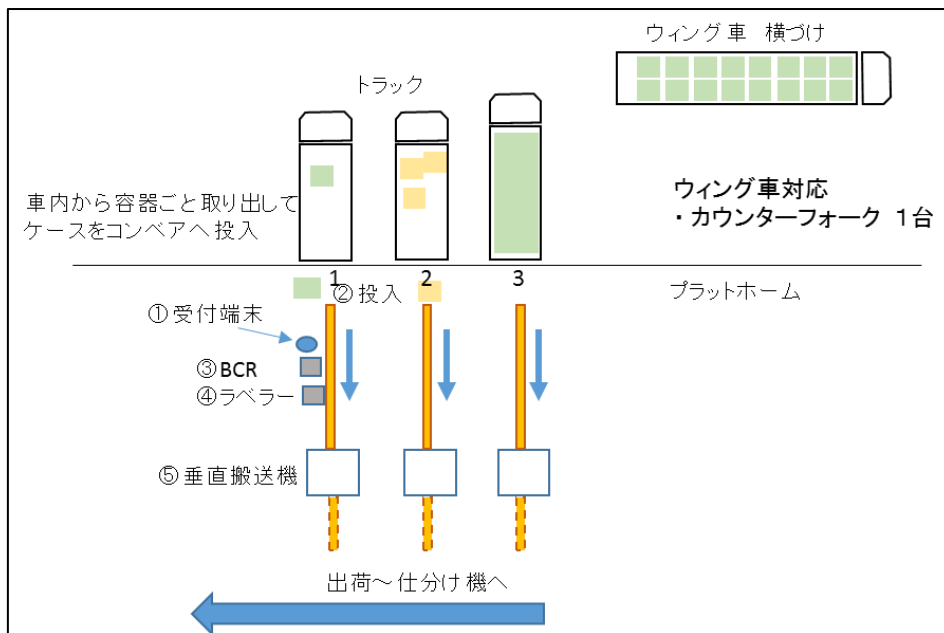 ウィング車 横づけ
トラック
車内から容器ごと取り出して
ケースをコンベアへ投入
ウィング車対応
・カウンターフォーク 1台
1
2
3
②投入
プラットホーム
①受付端末
③BCR
④ラベラー
⑤垂直搬送機
出荷～仕分け機へ